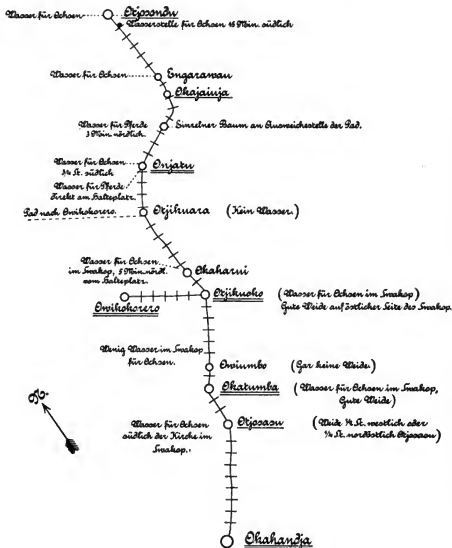 Wasser für Ochsen
Otjosondu
Wasserstelle für Ochsen 45 Min. südlich
Wasser für Ochsen
Engarawau
Okajainja
Wasser für Pferde
3 Min. nördlich.
Einzelner Baum an Ausweichestelle der Pad.
Wasser für Ochsen
¾ St. südlich
Onjatu
Wasser für Pferde
direkt am Halteplatz.
Pad nach Owikokorero.
Otjikuara
(Kein Wasser.)
Wasser für Ochsen
im Swakop, 5 Min. nördl.
vom Halteplatz.
Okaharui
Otjikuoko
(Wasser für Ochsen im Swakop)
Gute Weide auf östlicher Seite des Swakop.
Owikokorero
Wenig Wasser im Swakop
für Ochsen.
Owiumbo
(Gar keine Weide.)
Okatumba
(Wasser für Ochsen im Swakop,
Gute Weide)
Wasser für Ochsen
südlich der Kirche im
Swakop.
Otjosasu
(Weide ¼ St. westlich oder
¼ St. nordöstlich Otjosasu)
Okahandja